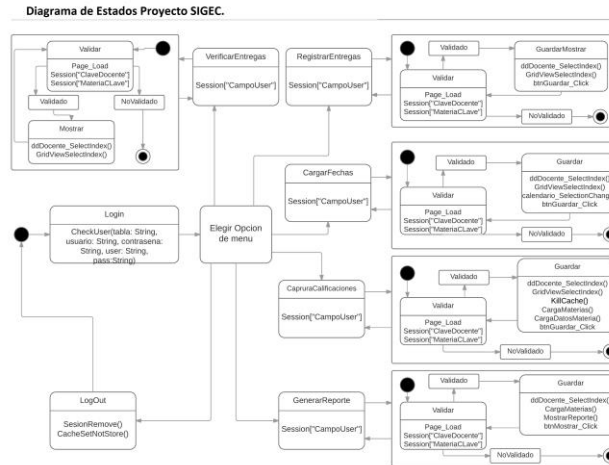 Diagrama de Estados Proyecto SIGEC.
Validar
Page_Load
Session["ClaveDocente"]
Session["MateriaCLave"]
Validado
NoValidado
Mostrar
ddDocente_SelectIndex()
GridViewSelectIndex()
VerificarEntregas
Session["CampoUser"]
RegistrarEntregas
Session["CampoUser"]
Validado
Validar
Page_Load
Session["ClaveDocente"]
Session["MateriaCLave"]
GuardarMostrar
ddDocente_SelectIndex()
GridViewSelectIndex()
btnGuardar_Click
NoValidado
CargarFechas
Session["CampoUser"]
Validado
Validar
Page_Load
Session["ClaveDocente"]
Session["MateriaCLave"]
Guardar
ddDocente_SelectIndex()
GridViewSelectIndex()
calendario_SelectionChang
btnGuardar_Click
NoValidado
Login
CheckUser(tabla: String,
usuario: String, contrasena:
String, user: String,
pass:String)
Elegir Opcion
de menu
CapruraCalificaciones
Session["CampoUser"]
Validado
Validar
Page_Load
Session["ClaveDocente"]
Session["MateriaCLave"]
Guardar
ddDocente_SelectIndex()
GridViewSelectIndex()
KillCache()
CargaMaterias()
CargaDatosMateria()
btnGuardar_Click
NoValidado
LogOut
SesionRemove()
CacheSetNotStore()
GenerarReporte
Session["CampoUser"]
Validado
Validar
Page_Load
Session["ClaveDocente"]
Session["MateriaCLave"]
Guardar
ddDocente_SelectIndex()
CargaMaterias()
MostrarReporte()
btnMostrar_Click
NoValidado